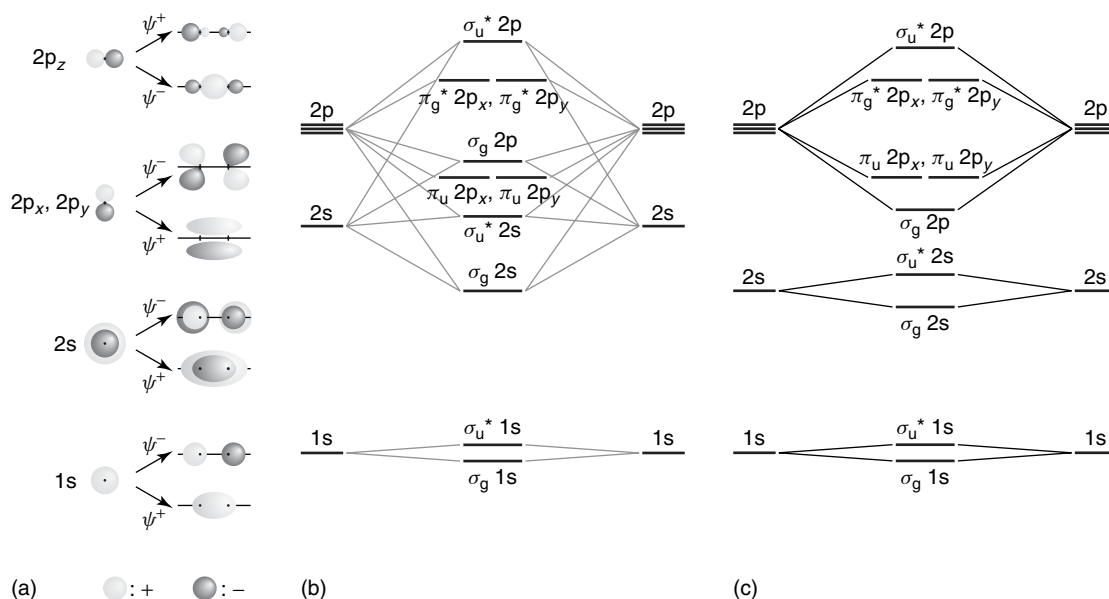 2p_z
ψ⁺
ψ⁻
2p_x, 2p_y
ψ⁻
ψ⁺
2s
ψ⁻
ψ⁺
1s
ψ⁻
ψ⁺
(a)
: +
: −
σ_u* 2p
π_g* 2p_x, π_g* 2p_y
2p
2p
σ_g 2p
π_u 2p_x, π_u 2p_y
2s
2s
σ_u* 2s
σ_g 2s
σ_u* 1s
1s
1s
σ_g 1s
(b)
σ_u* 2p
π_g* 2p_x, π_g* 2p_y
2p
2p
π_u 2p_x, π_u 2p_y
σ_g 2p
σ_u* 2s
2s
2s
σ_g 2s
σ_u* 1s
1s
1s
σ_g 1s
(c)